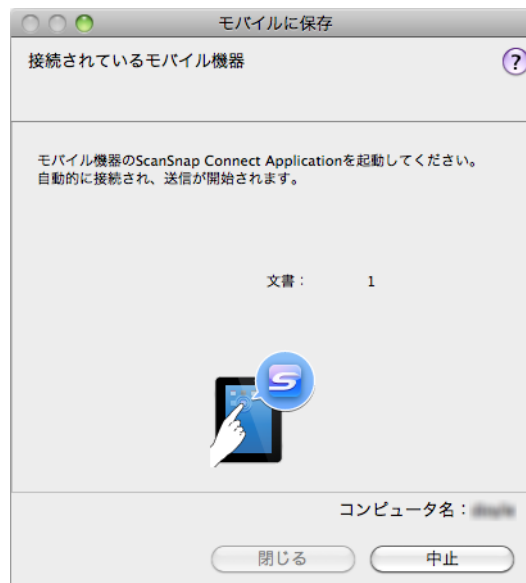 モバイルに保存
接続されているモバイル機器
?
モバイル機器のScanSnap Connect Applicationを起動してください。
自動的に接続され、送信が開始されます。
文書： 1
S
コンピュータ名：
閉じる 中止